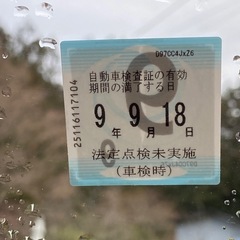 D97CC4JxZ6
自動車検査証の有効
期間の満了する日
9 9 18
年 月 日
法定点検未実施
(車検時)
25116117104